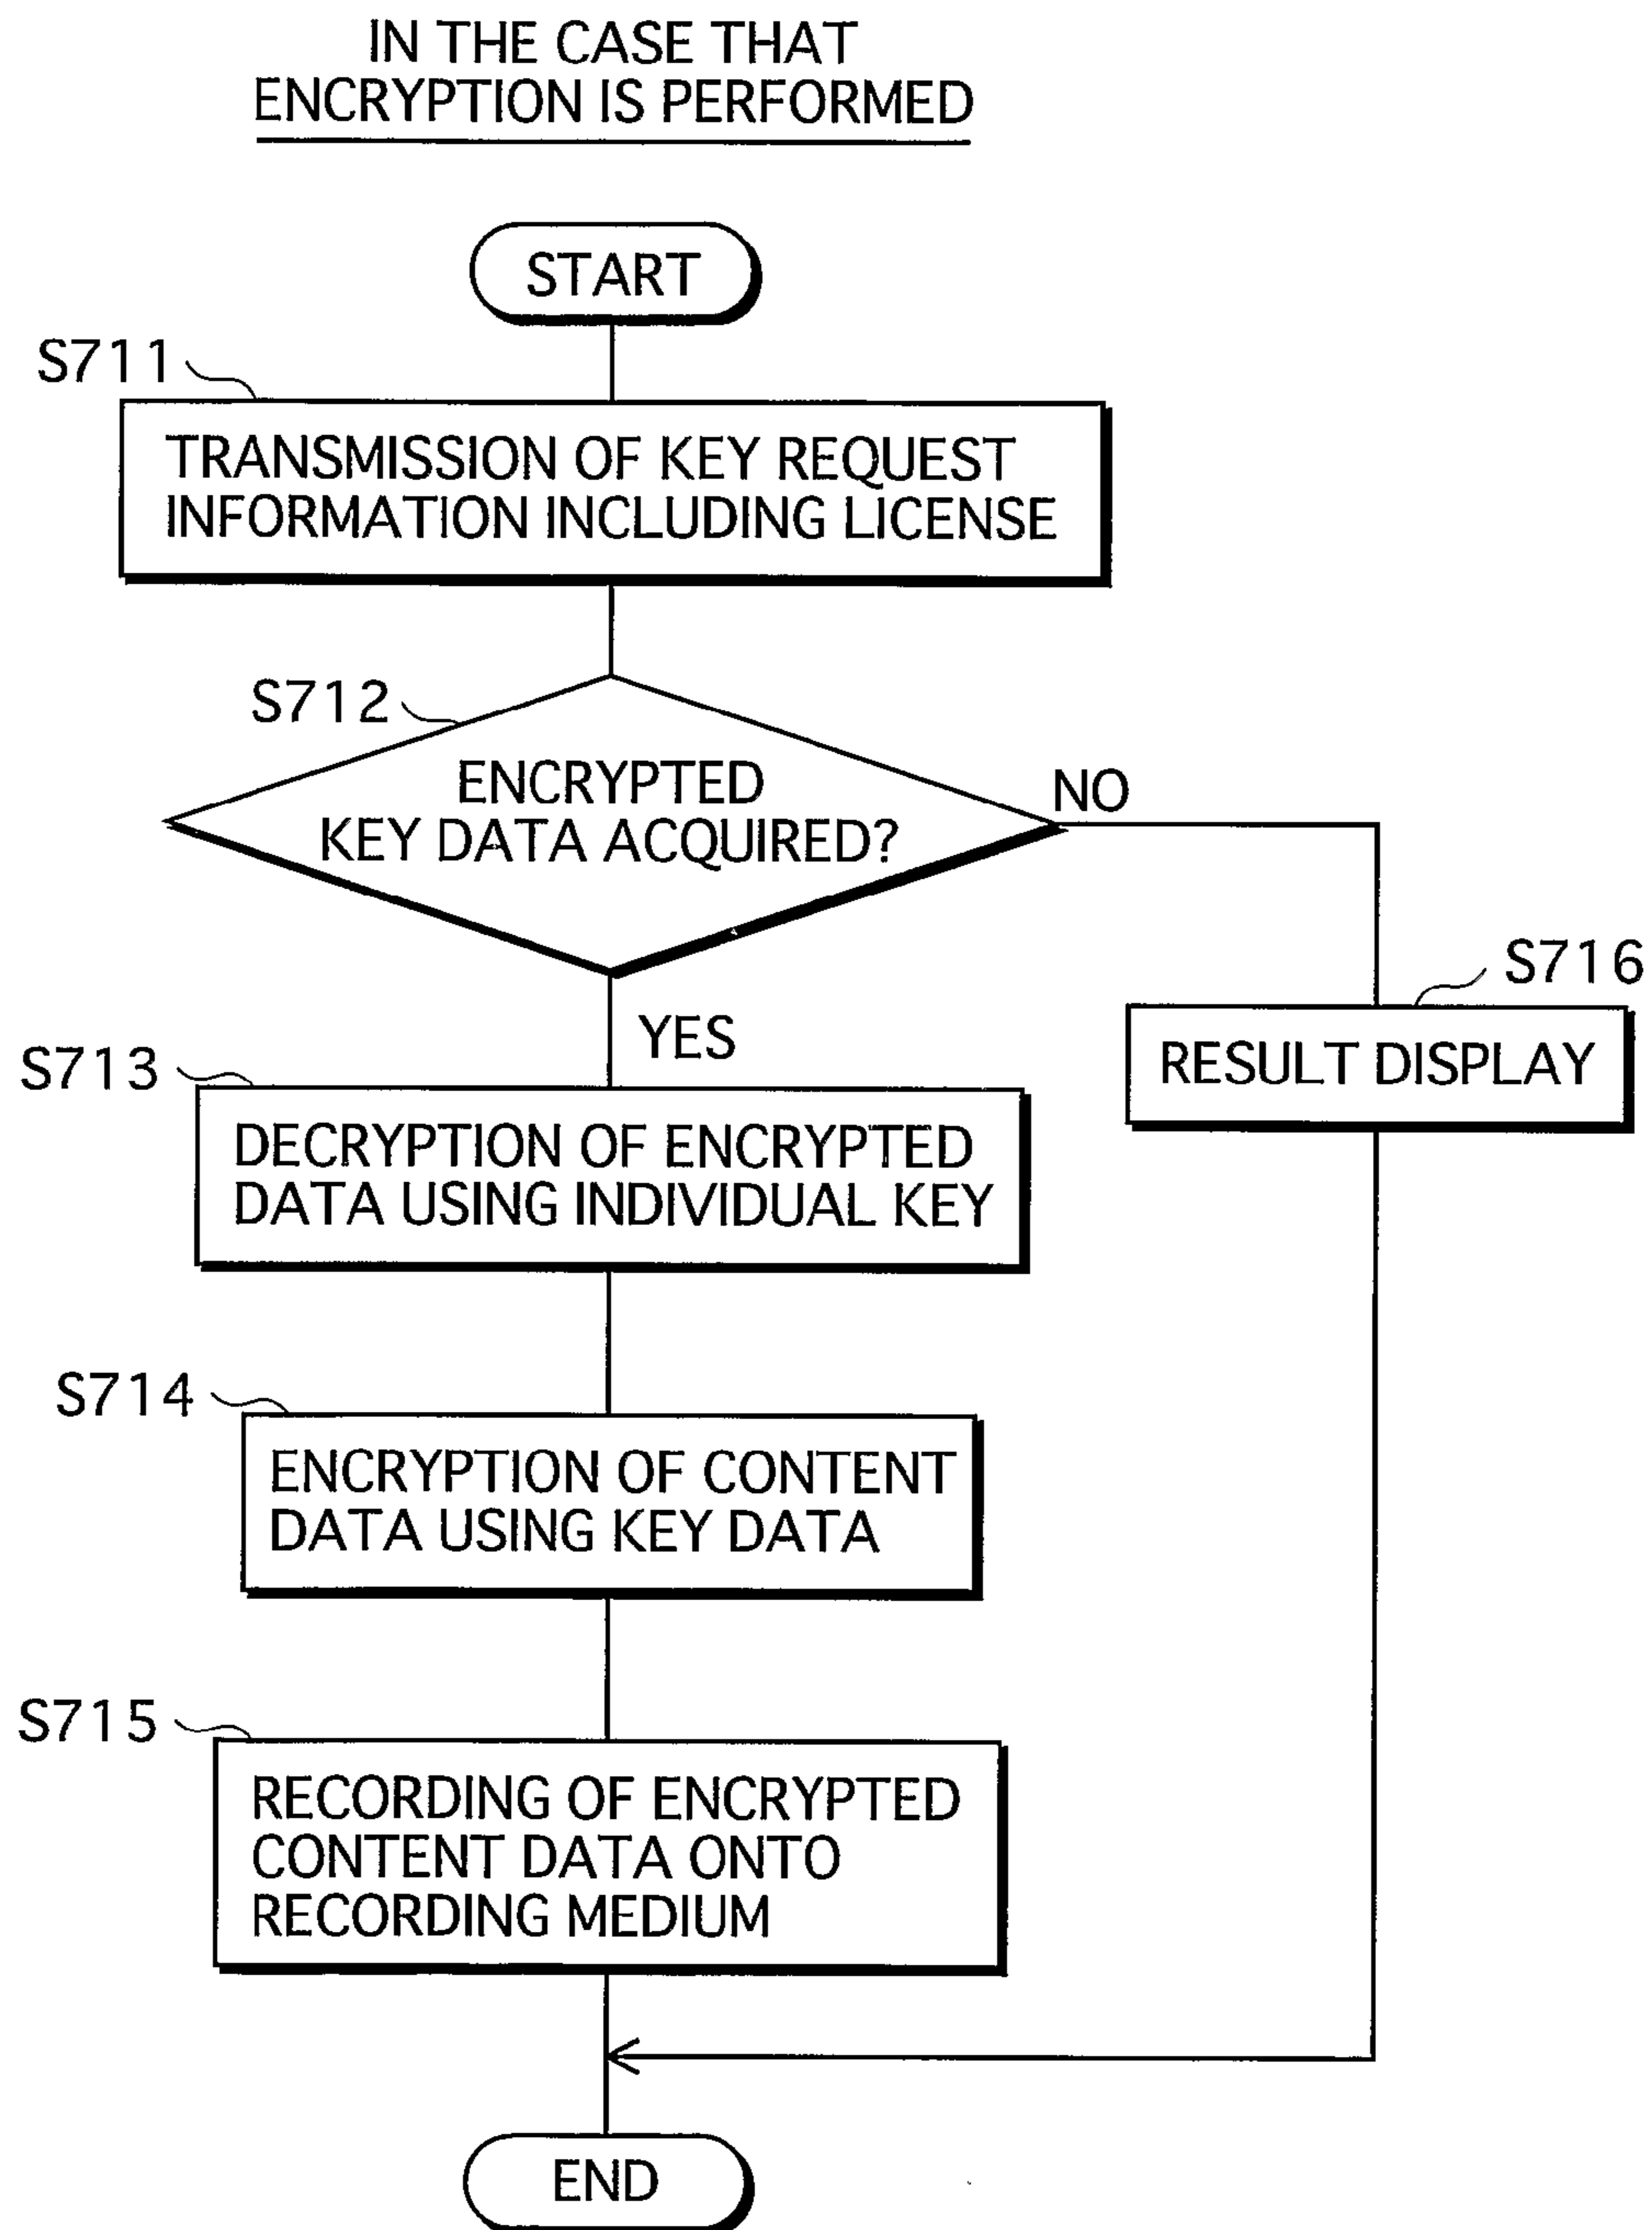 IN THE CASE THAT
ENCRYPTION IS PERFORMED
START
S711
TRANSMISSION OF KEY REQUEST
INFORMATION INCLUDING LICENSE
S712
ENCRYPTED
KEY DATA ACQUIRED?
NO
YES
S716
RESULT DISPLAY
S713
DECRYPTION OF ENCRYPTED
DATA USING INDIVIDUAL KEY
S714
ENCRYPTION OF CONTENT
DATA USING KEY DATA
S715
RECORDING OF ENCRYPTED
CONTENT DATA ONTO
RECORDING MEDIUM
END